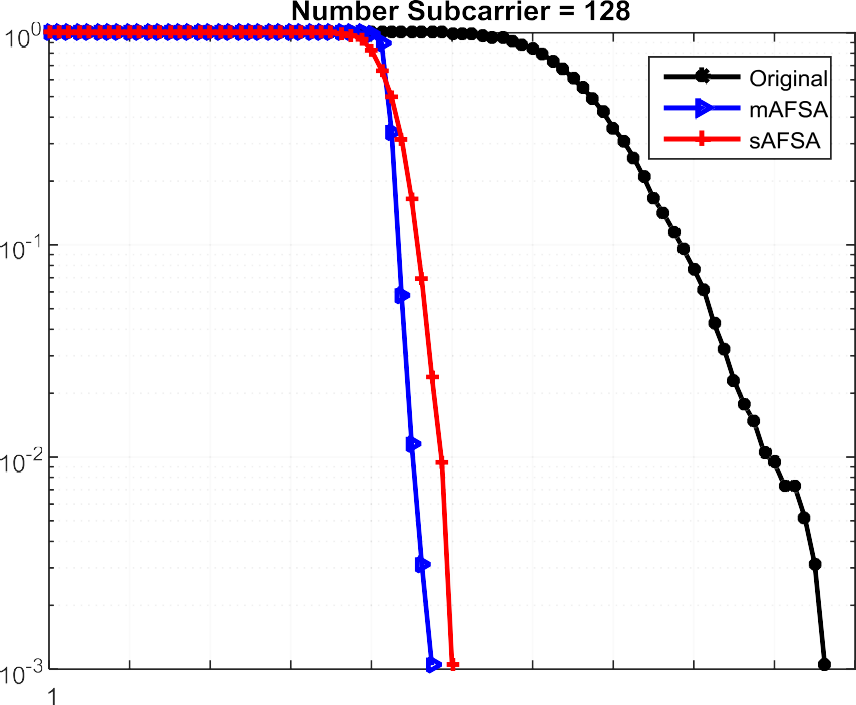 Number Subcarrier = 128
10^0
Original
mAFSA
sAFSA
10^-1
10^-2
10^-3
1